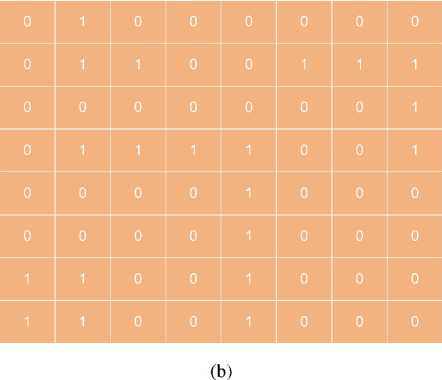 0 1 0 0 0 0 0 0
0 1 1 0 0 1 1 1
0 0 0 0 0 0 0 1
0 1 1 1 1 0 0 1
0 0 0 0 1 0 0 0
0 0 0 0 1 0 0 0
1 1 0 0 1 0 0 0
1 1 0 0 1 0 0 0
(b)